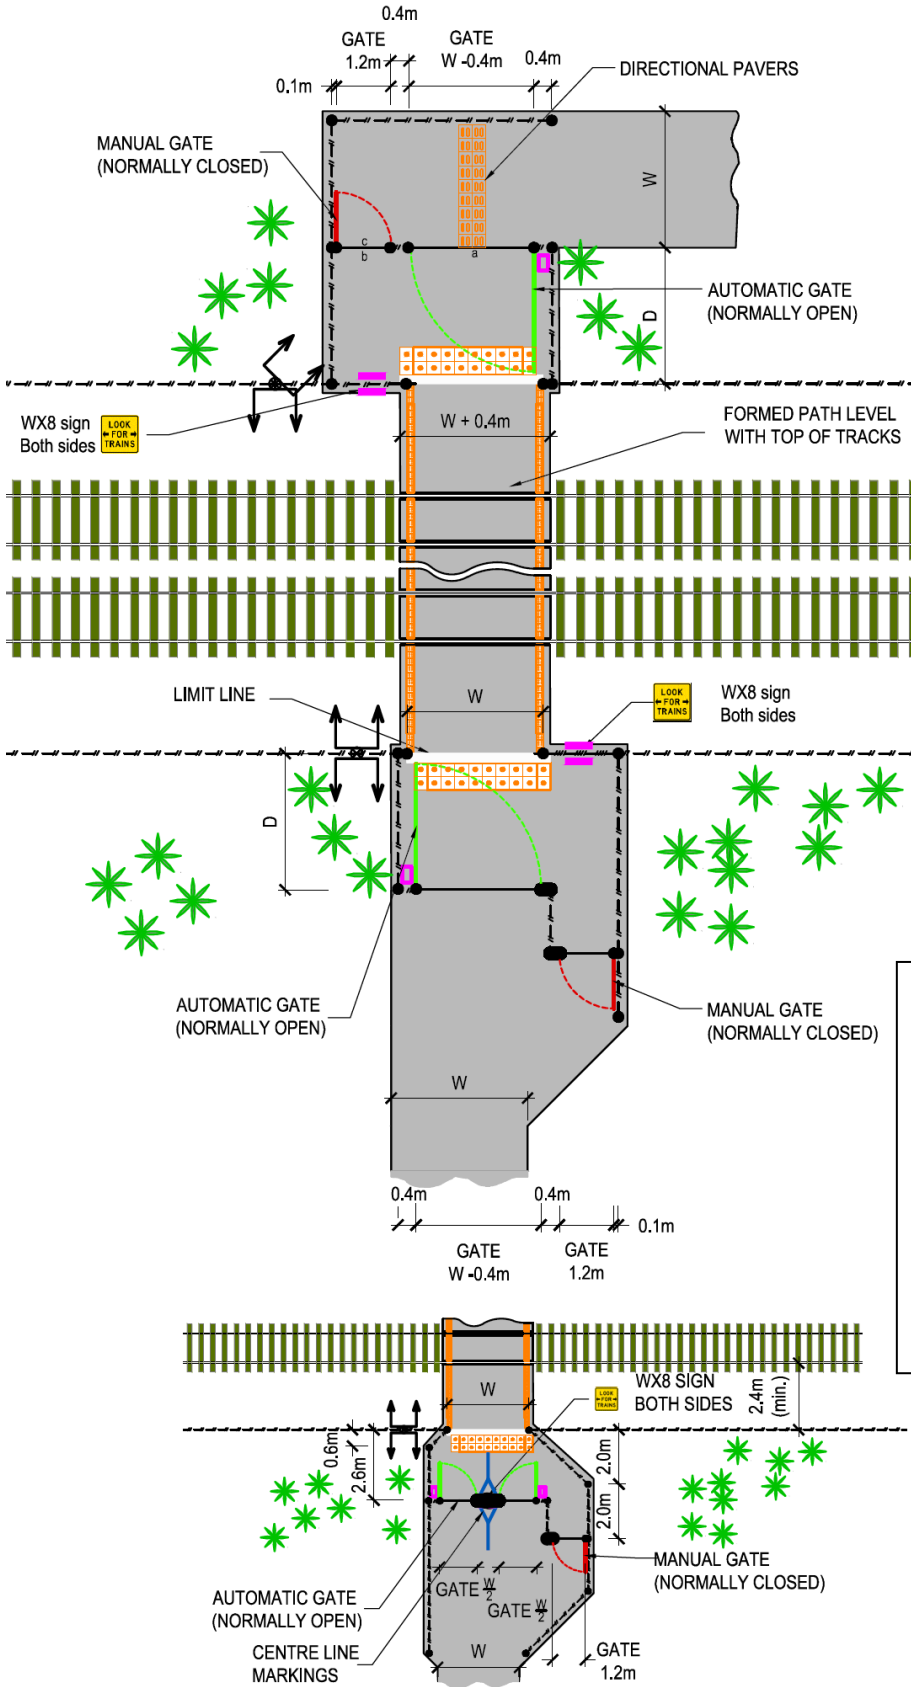 0.4m
GATE
1.2m
GATE
W -0.4m
0.4m
0.1m
DIRECTIONAL PAVERS
MANUAL GATE
(NORMALLY CLOSED)
W
c
b
a
AUTOMATIC GATE
(NORMALLY OPEN)
D
WX8 sign
Both sides
LOOK
FOR
TRAINS
W + 0.4m
FORMED PATH LEVEL
WITH TOP OF TRACKS
LIMIT LINE
W
LOOK
FOR
TRAINS
WX8 sign
Both sides
D
AUTOMATIC GATE
(NORMALLY OPEN)
MANUAL GATE
(NORMALLY CLOSED)
W
0.4m
0.4m
0.1m
GATE
W -0.4m
GATE
1.2m
W
LOOK
FOR
TRAINS
WX8 SIGN
BOTH SIDES
2.4m
(min.)
0.6m
2.6m
2.0m
2.0m
MANUAL GATE
(NORMALLY CLOSED)
GATE W/2
GATE W/2
AUTOMATIC GATE
(NORMALLY OPEN)
CENTRE LINE
MARKINGS
W
GATE
1.2m